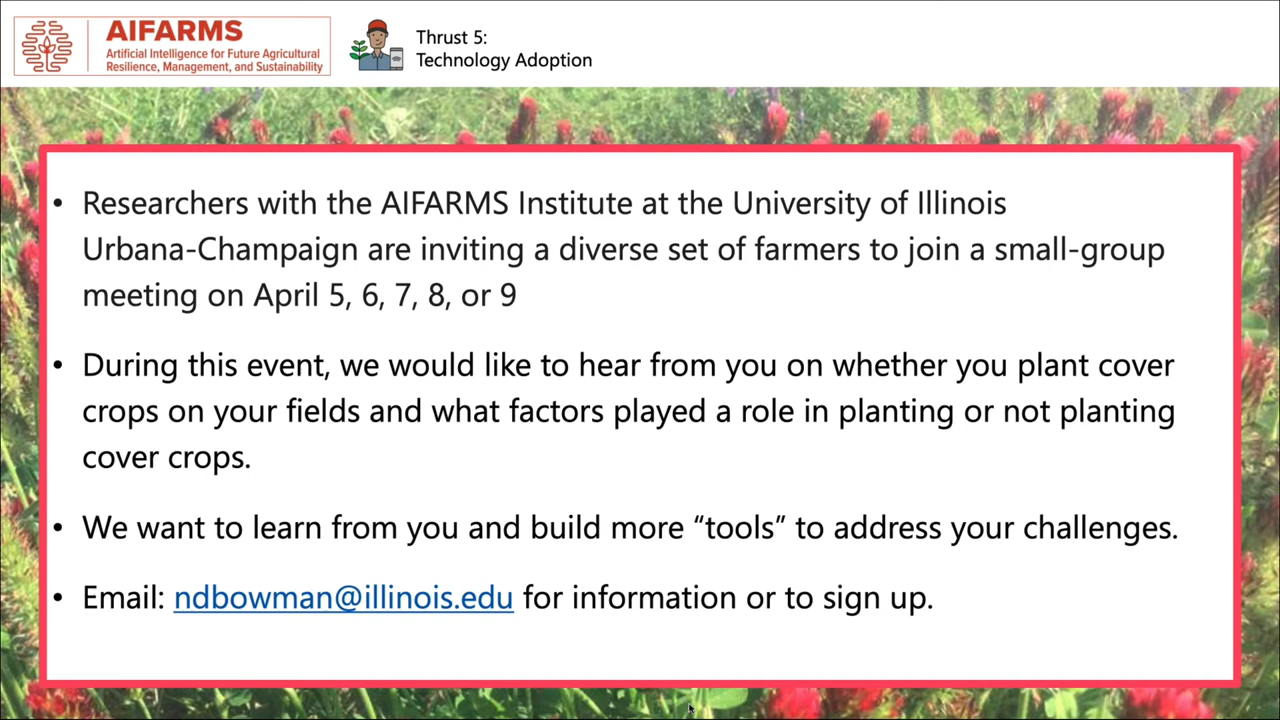 AIFARMS
Artificial Intelligence for Future Agricultural
Resilience, Management, and Sustainability
Thrust 5:
Technology Adoption
• Researchers with the AIFARMS Institute at the University of Illinois
Urbana-Champaign are inviting a diverse set of farmers to join a small-group
meeting on April 5, 6, 7, 8, or 9
• During this event, we would like to hear from you on whether you plant cover
crops on your fields and what factors played a role in planting or not planting
cover crops.
• We want to learn from you and build more “tools” to address your challenges.
• Email: ndbowman@illinois.edu for information or to sign up.